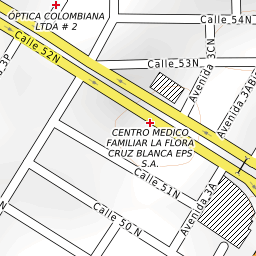 Calle 54N
ÓPTICA COLOMBIANA
LTDA # 2
Calle 52N
Avenida 3CN
Calle 53N
Avenida 3ABIS
CENTRO MEDICO
FAMILIAR LA FLORA
CRUZ BLANCA EPS
S.A.
Calle 51N
Avenida 3A
Calle 50 N